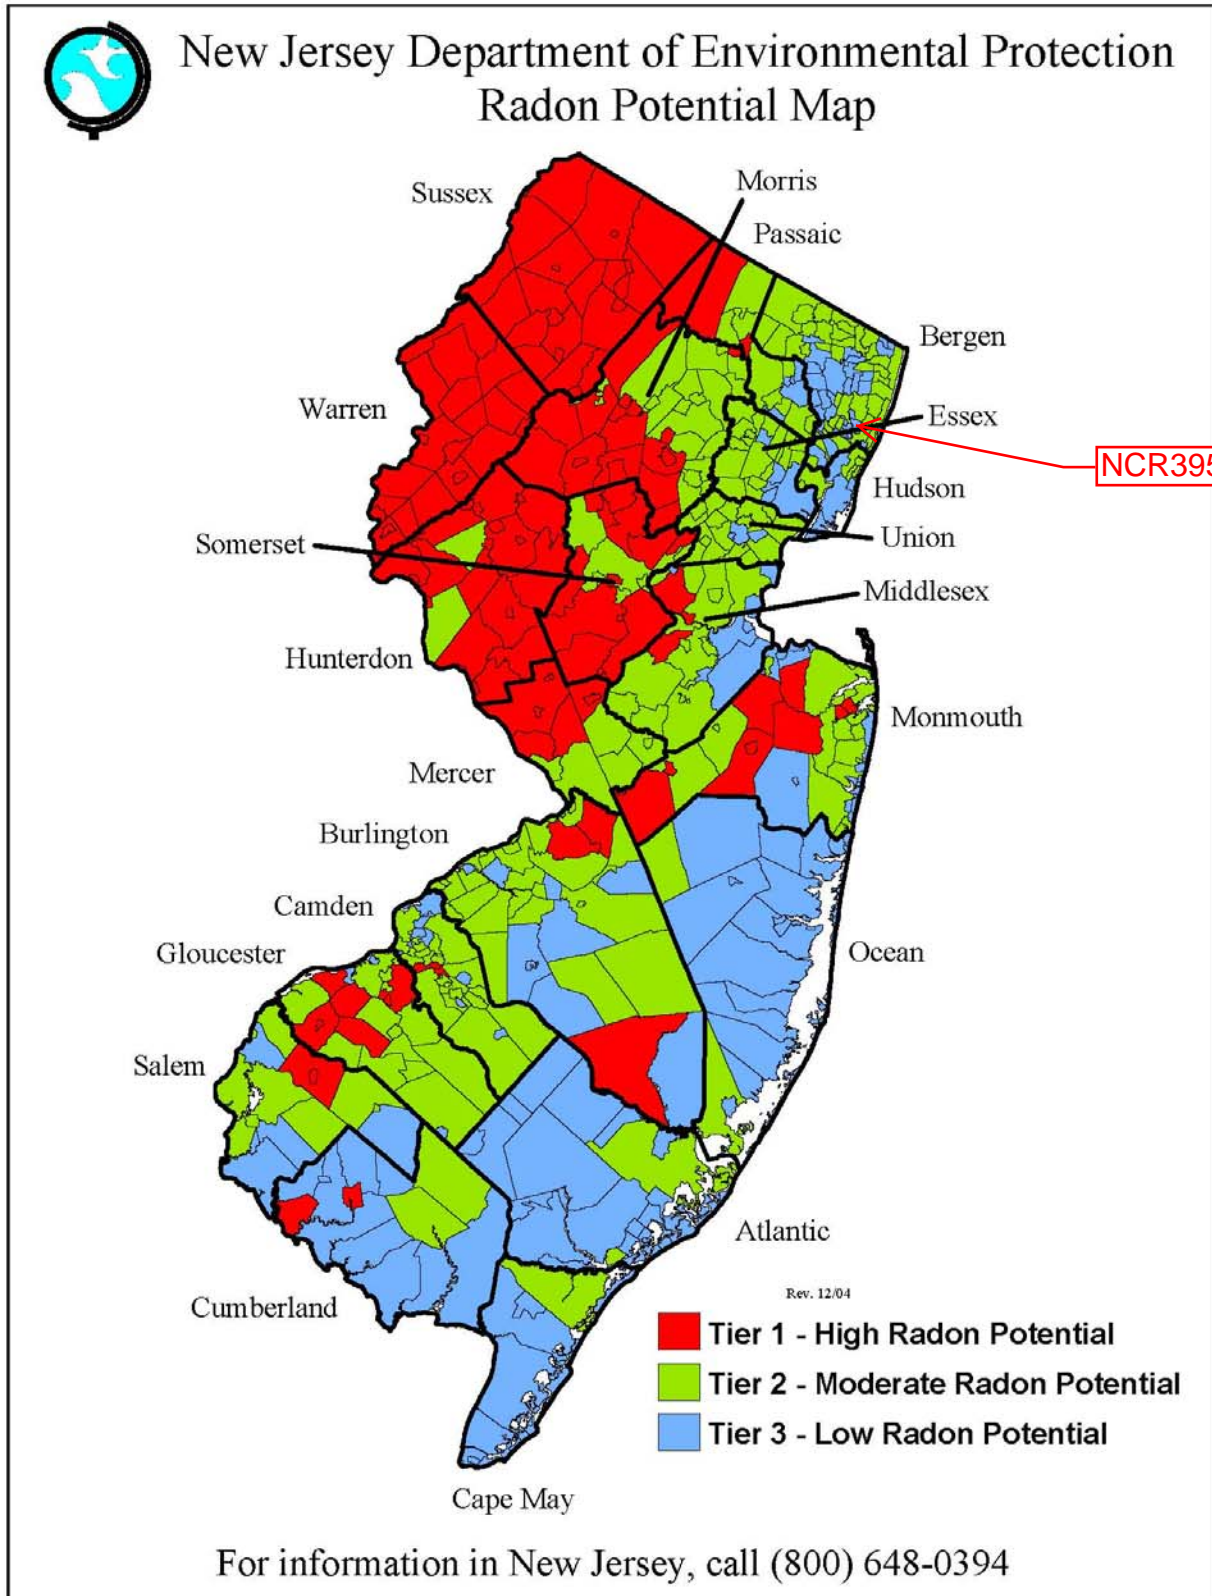 New Jersey Department of Environmental Protection
Radon Potential Map
Sussex
Morris
Passaic
Bergen
Warren
Essex
NCR395
Hudson
Somerset
Union
Middlesex
Hunterdon
Monmouth
Mercer
Burlington
Camden
Gloucester
Ocean
Salem
Atlantic
Cumberland
Rev. 12/04
Tier 1 - High Radon Potential
Tier 2 - Moderate Radon Potential
Tier 3 - Low Radon Potential
Cape May
For information in New Jersey, call (800) 648-0394